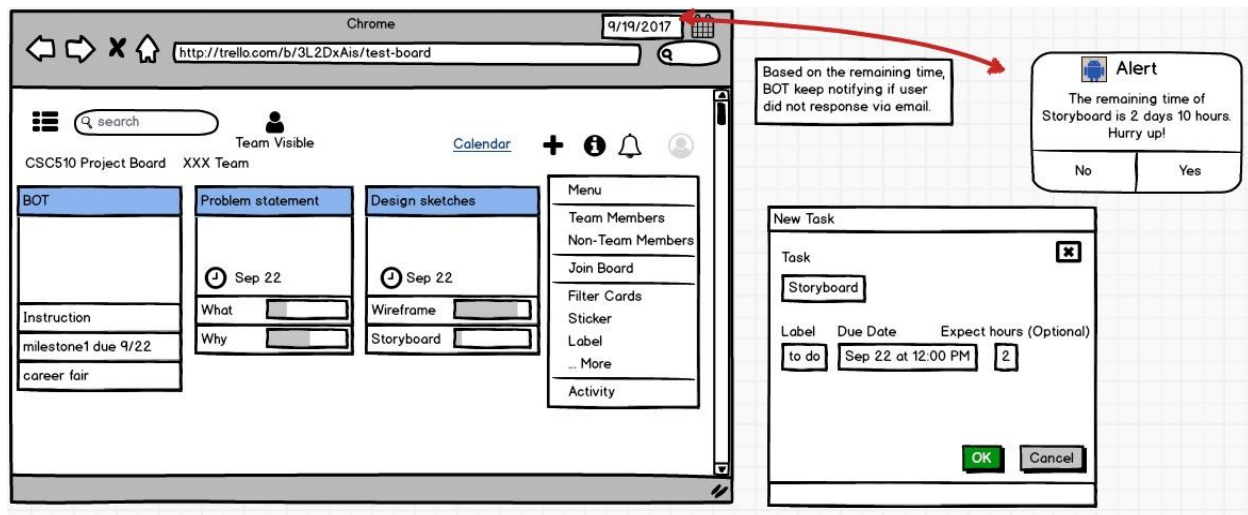 Chrome
9/19/2017
http://trello.com/b/3L2DxAis/test-board
search
Team Visible
Calendar
CSC510 Project Board XXX Team
BOT
Instruction
milestone1 due 9/22
career fair
Problem statement
Sep 22
What
Why
Design sketches
Sep 22
Wireframe
Storyboard
Menu
Team Members
Non-Team Members
Join Board
Filter Cards
Sticker
Label
... More
Activity
Based on the remaining time,
BOT keep notifying if user
did not response via email.
Alert
The remaining time of
Storyboard is 2 days 10 hours.
Hurry up!
No Yes
New Task
Task
Storyboard
Label Due Date Expect hours (Optional)
to do Sep 22 at 12:00 PM 2
OK Cancel